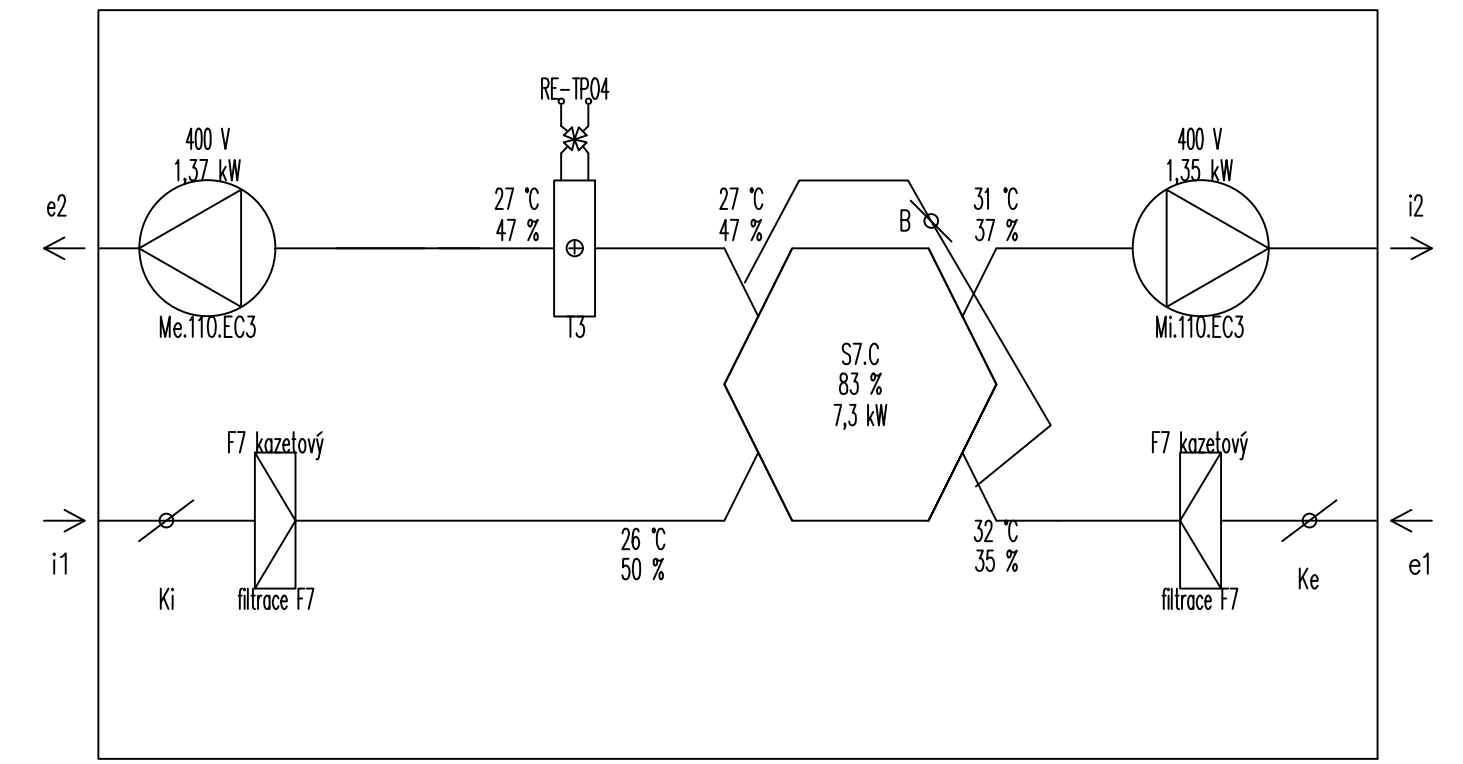 RE-TPO4
400 V
1,37 kW
400 V
1,35 kW
e2
27 °C
47 %
27 °C
47 %
B
31 °C
37 %
i2
Me.110.EC3
T3
Mi.110.EC3
S7.C
83 %
7,3 kW
F7 kazetový
F7 kazetový
i1
26 °C
50 %
32 °C
35 %
e1
Ki
filtrace F7
filtrace F7
Ke